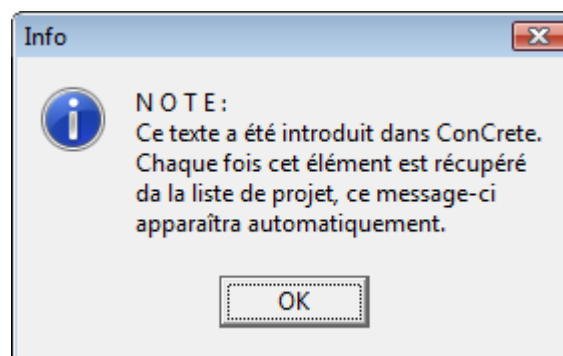 Info
N O T E :
Ce texte a été introduit dans ConCrete.
Chaque fois cet élément est récupéré
da la liste de projet, ce message-ci
apparaîtra automatiquement.
OK